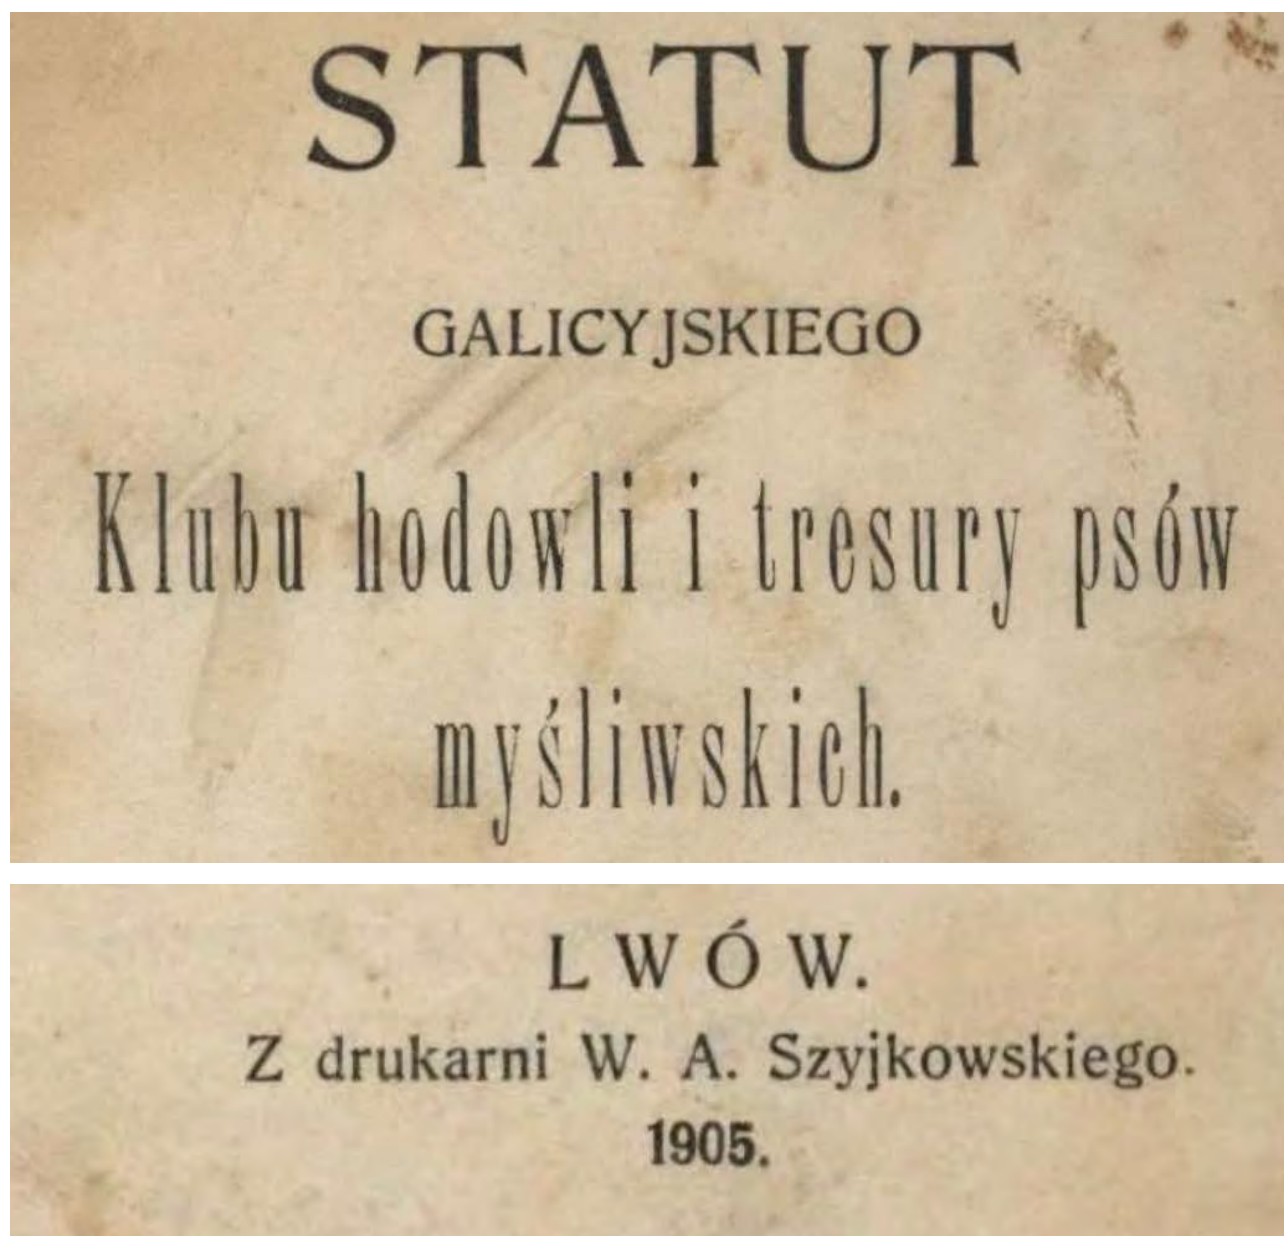 STATUT
GALICYJSKIEGO
Klubu hodowli i tresury psów
myśliwskich.
LWÓW.
Z drukarni W. A. Szyjkowskiego.
1905.